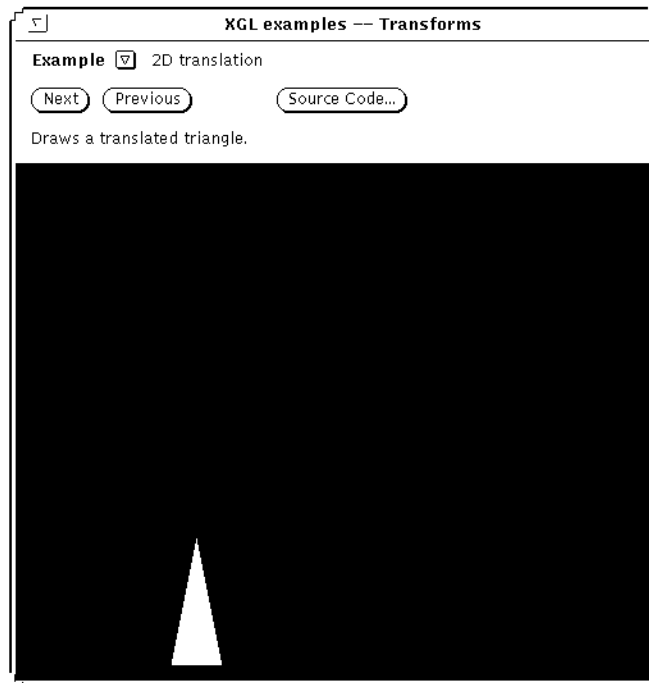 XGL examples -- Transforms
Example 2D translation
Next Previous Source Code...
Draws a translated triangle.